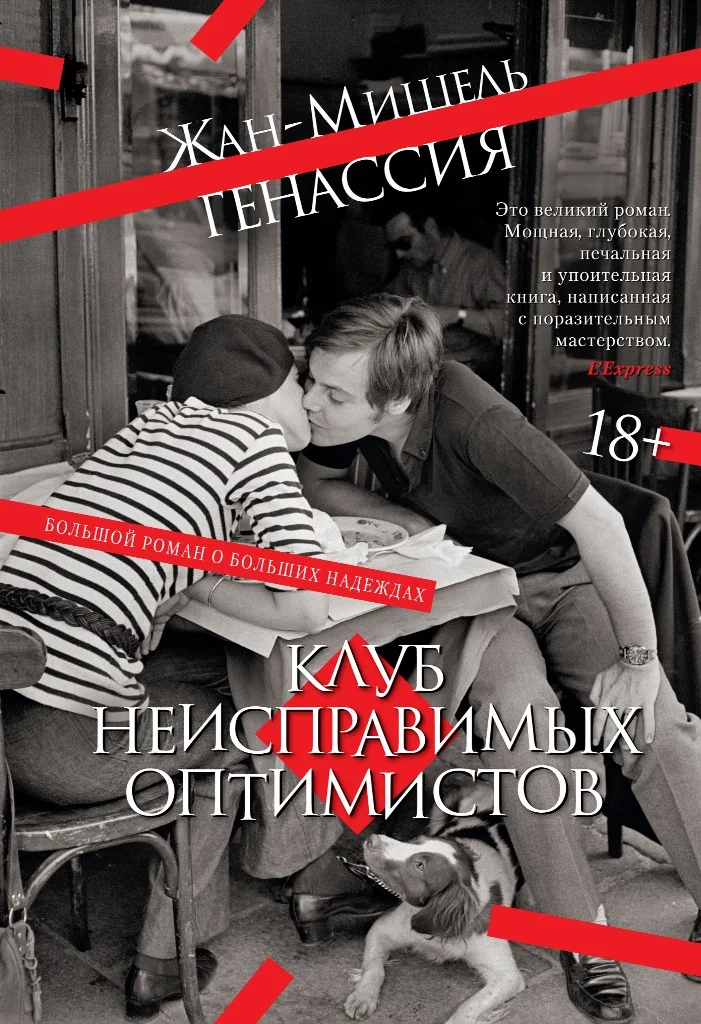 Жан-Мишель
Генассия
Это великий роман.
Мощная, глубокая,
печальная
и упоительная
книга, написанная
с поразительным
мастерством.
L'Express
18+
БОЛЬШОЙ РОМАН О БОЛЬШИХ НАДЕЖДАХ
КЛУБ
НЕИСПРАВИМЫХ
ОПТИМИСТОВ